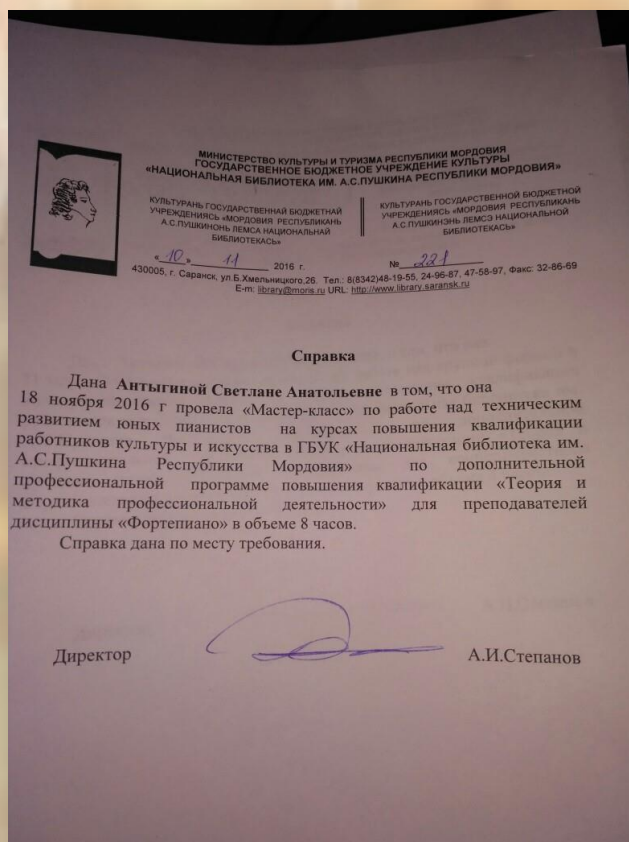 МИНИСТЕРСТВО КУЛЬТУРЫ И ТУРИЗМА РЕСПУБЛИКИ МОРДОВИЯ
ГОСУДАРСТВЕННОЕ БЮДЖЕТНОЕ УЧРЕЖДЕНИЕ КУЛЬТУРЫ
«НАЦИОНАЛЬНАЯ БИБЛИОТЕКА ИМ. А.С.ПУШКИНА РЕСПУБЛИКИ МОРДОВИЯ»
КУЛЬТУРАНЬ ГОСУДАРСТВЕННАЙ БЮДЖЕТНАЙ
УЧРЕЖДЕНИЯСЬ «МОРДОВИЯ РЕСПУБЛИКАНЬ
А.С.ПУШКИНОНЬ ЛЕМСА НАЦИОНАЛЬНАЙ
БИБЛИОТЕКАСЬ»
КУЛЬТУРАНЬ ГОСУДАРСТВЕННОЙ БЮДЖЕТНОЙ
УЧРЕЖДЕНИЯСЬ «МОРДОВИЯ РЕСПУБЛИКАНЬ
А.С.ПУШКИНЭНЬ ЛЕМСЭ НАЦИОНАЛЬНОЙ
БИБЛИОТЕКАСЬ»
«10» 11 2016 г. № 221
430005, г. Саранск, ул.Б.Хмельницкого,26. Тел.: 8(8342)48-19-55, 24-96-87, 47-58-97, Факс: 32-86-69
E-m: library@moris.ru URL: http://www.library.saransk.ru
Справка
Дана Антыгиной Светлане Анатольевне в том, что она
18 ноября 2016 г провела «Мастер-класс» по работе над техническим
развитием юных пианистов на курсах повышения квалификации
работников культуры и искусства в ГБУК «Национальная библиотека им.
А.С.Пушкина Республики Мордовия» по дополнительной
профессиональной программе повышения квалификации «Теория и
методика профессиональной деятельности» для преподавателей
дисциплины «Фортепиано» в объеме 8 часов.
Справка дана по месту требования.
Директор А.И.Степанов